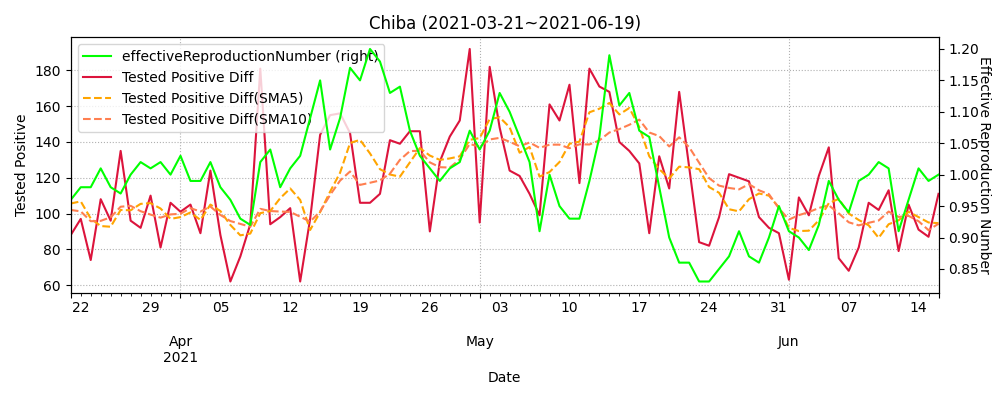 Chiba (2021-03-21~2021-06-19)
effectiveReproductionNumber (right)
Tested Positive Diff
Tested Positive Diff(SMA5)
Tested Positive Diff(SMA10)
Tested Positive
180
160
140
120
100
80
60
1.20
1.15
1.10
1.05
1.00
0.95
0.90
0.85
Effective Reproduction Number
22 29 05 12 19 26 03 10 17 24 31 07 14
Apr May Jun
2021
Date